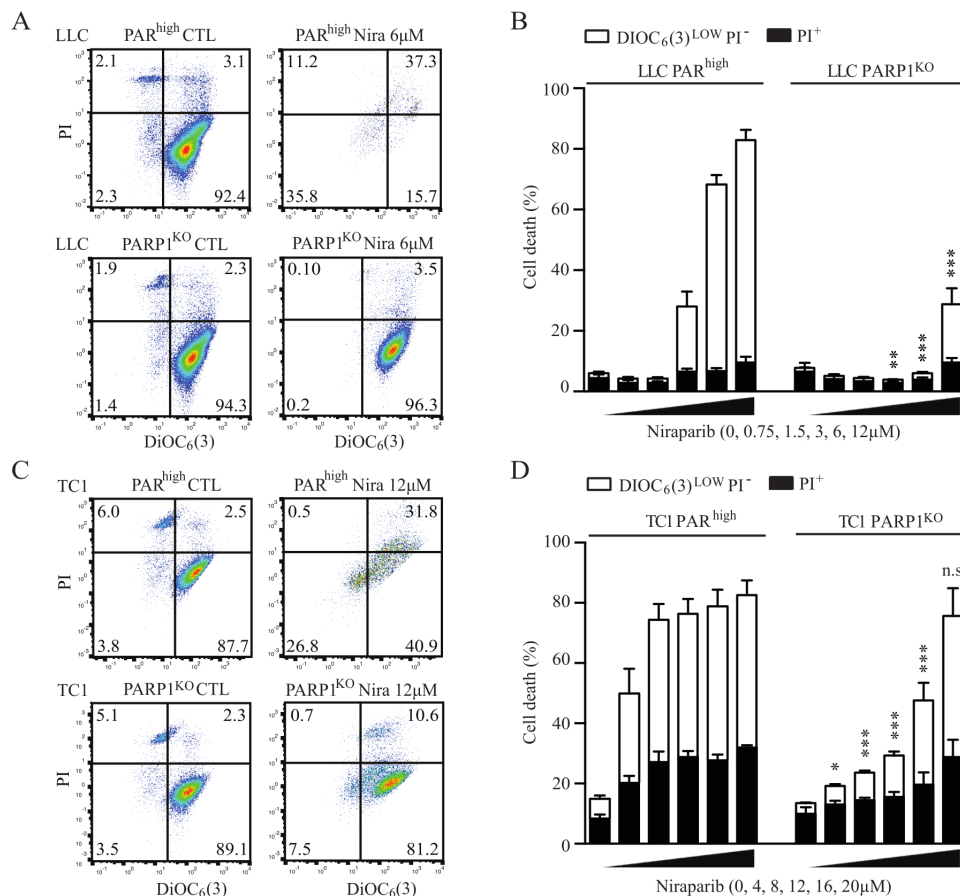 A
LLC PAR^high CTL
PAR^high Nira 6µM
2.1 3.1
11.2 37.3
PI
2.3 92.4
35.8 15.7
LLC PARP1^KO CTL
PARP1^KO Nira 6µM
1.9 2.3
0.10 3.5
1.4 94.3
0.2 96.3
DiOC6(3) DiOC6(3)
B
DIOC6(3)^LOW PI^- PI^+
LLC PAR^high LLC PARP1^KO
100
80
60
40
20
0
Cell death (%)
** *** ***
Niraparib (0, 0.75, 1.5, 3, 6, 12µM)
C
TC1 PAR^high CTL
PAR^high Nira 12µM
6.0 2.5
0.5 31.8
PI
3.8 87.7
26.8 40.9
TC1 PARP1^KO CTL
PARP1^KO Nira 12µM
5.1 2.3
0.7 10.6
3.5 89.1
7.5 81.2
DiOC6(3) DiOC6(3)
D
DIOC6(3)^LOW PI^- PI^+
TC1 PAR^high TC1 PARP1^KO
100
80
60
40
20
0
Cell death (%)
* *** *** *** n.s
Niraparib (0, 4, 8, 12, 16, 20µM)